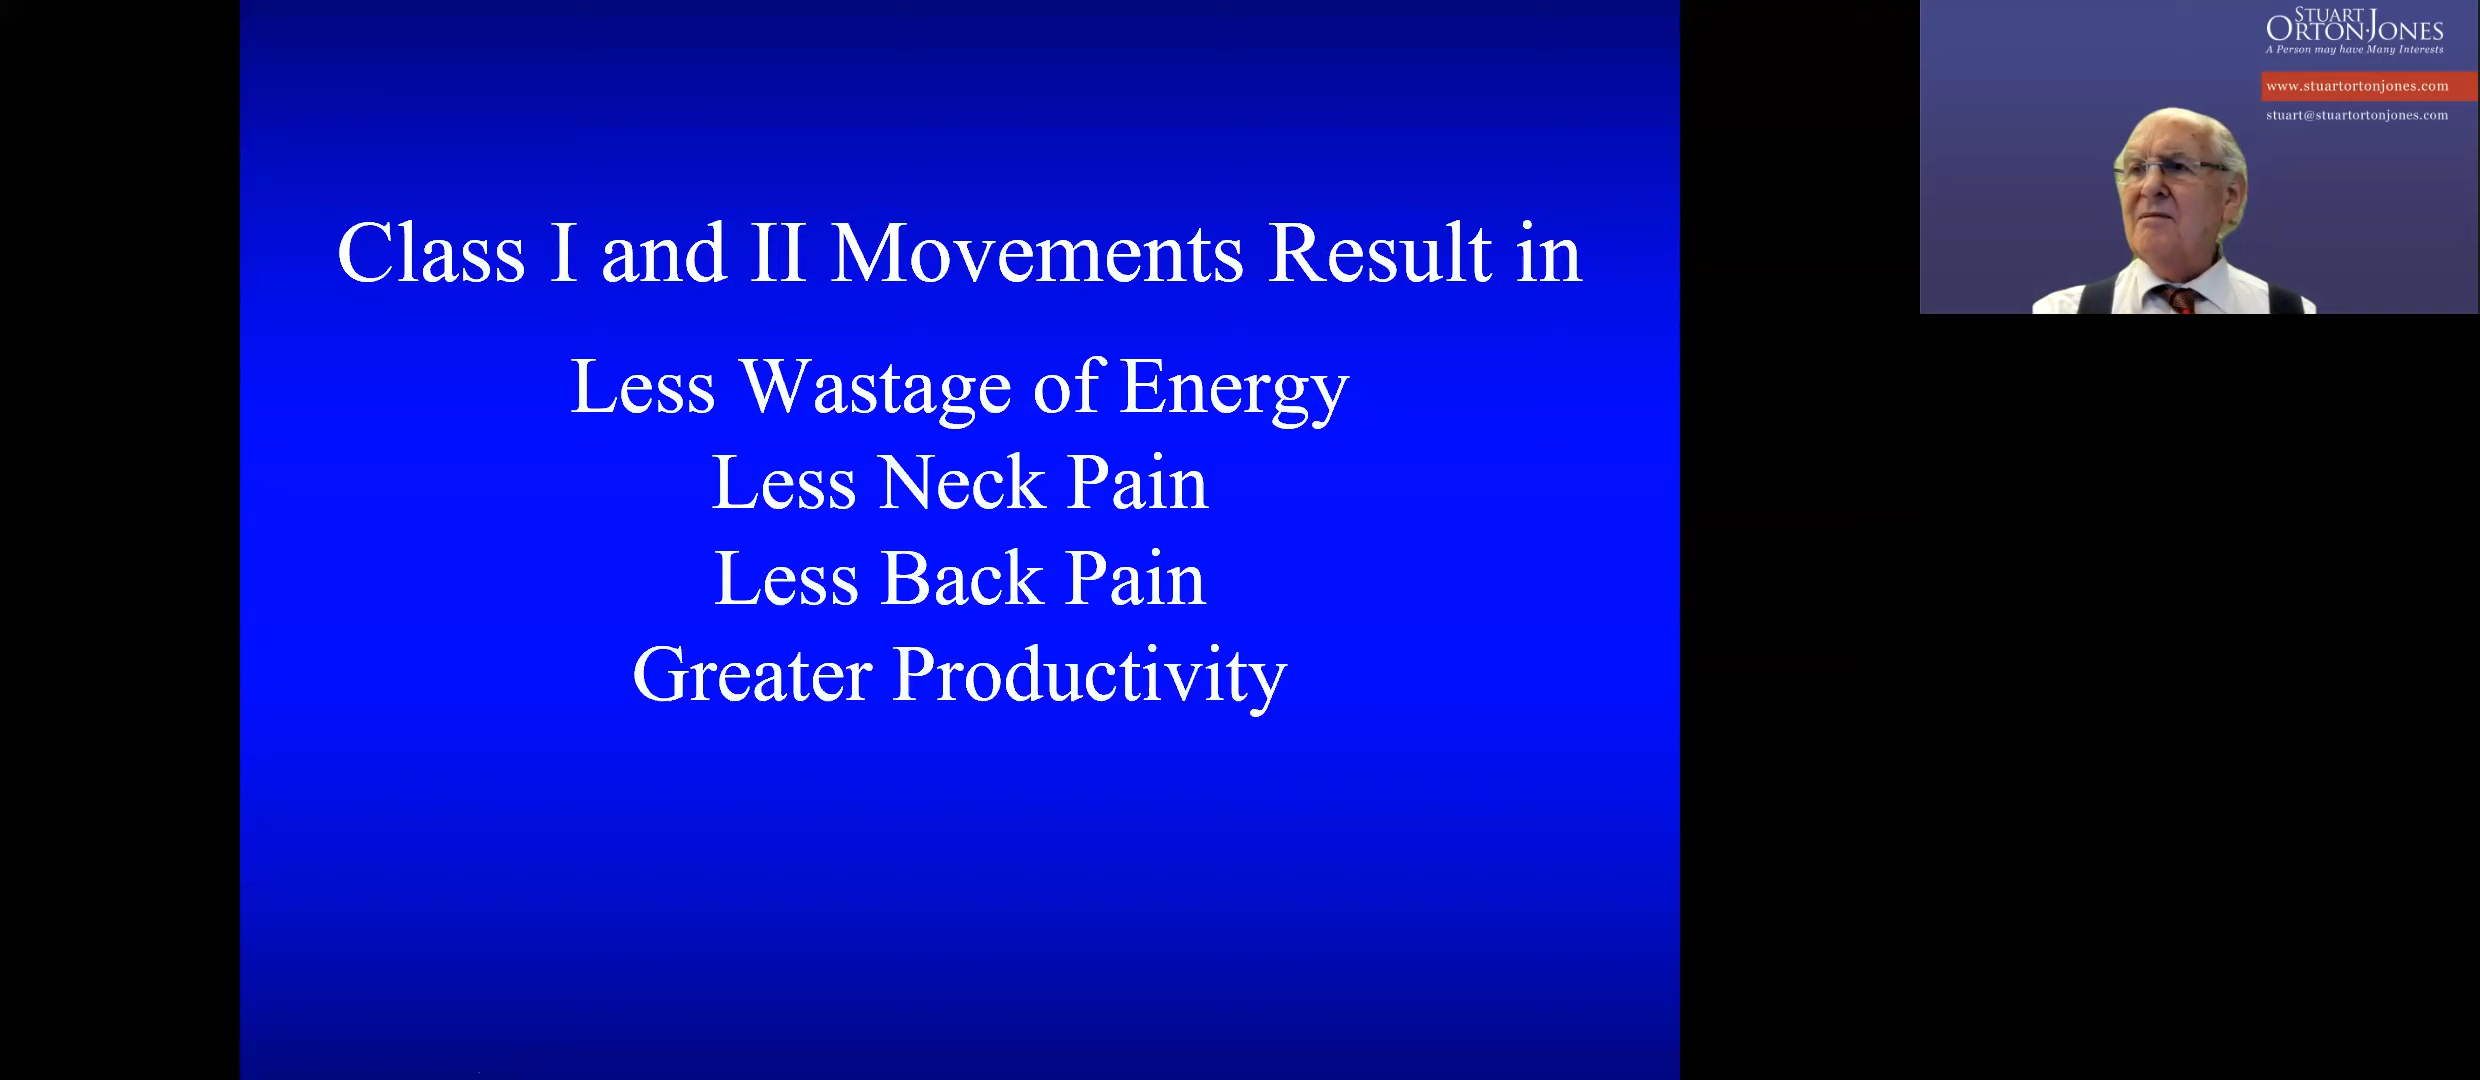 Class I and II Movements Result in
Less Wastage of Energy
Less Neck Pain
Less Back Pain
Greater Productivity
STUART
ORTON·JONES
A Person may have Many Interests
www.stuartortonjones.com
stuart@stuartortonjones.com